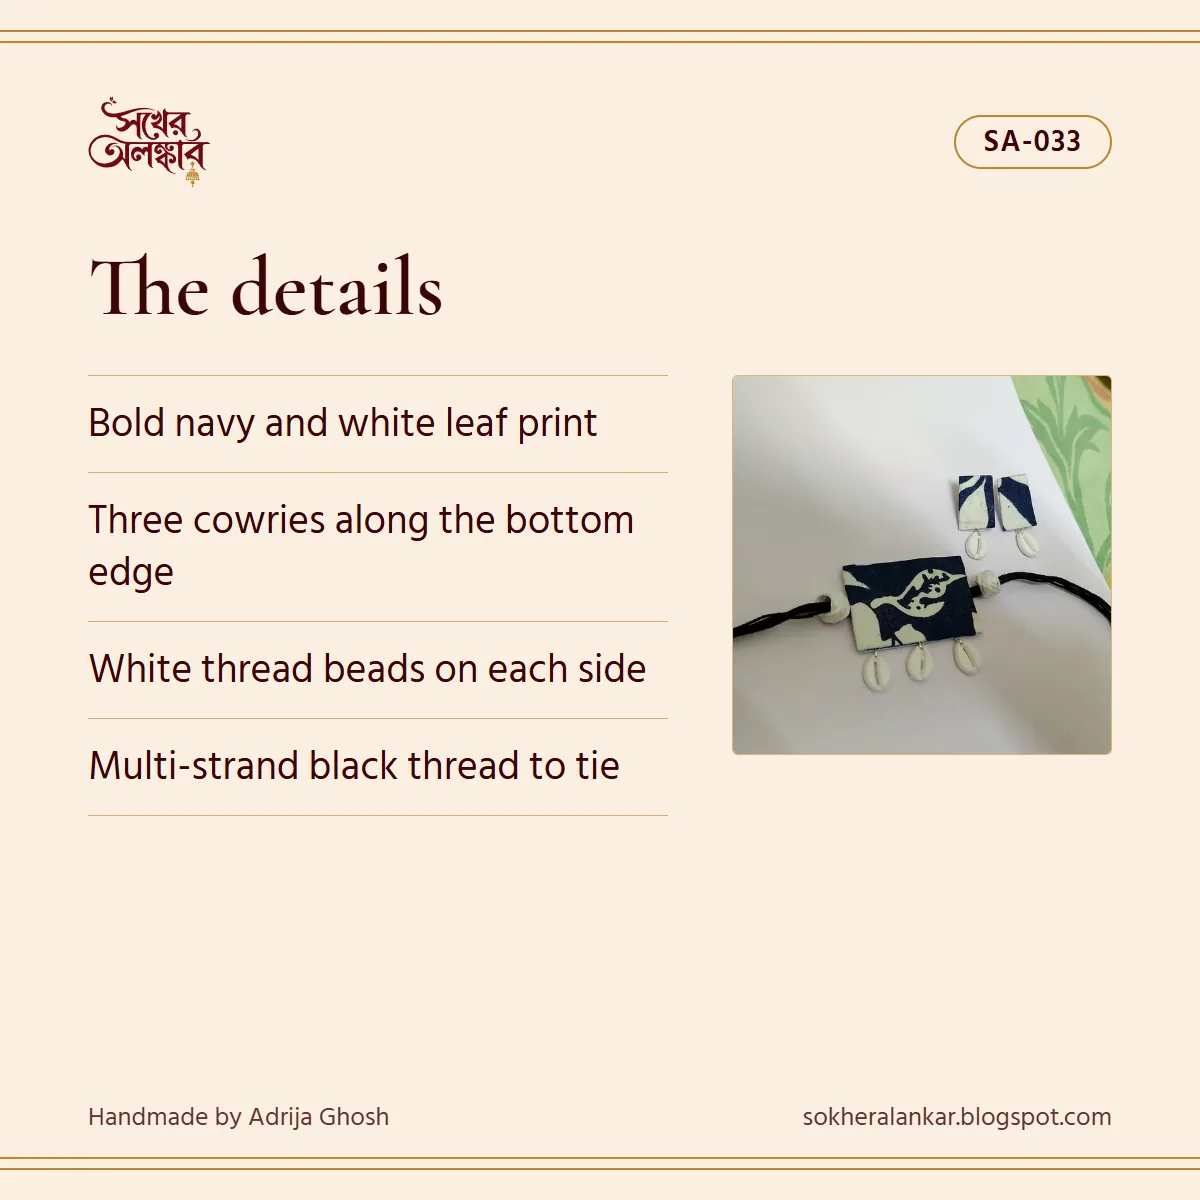 সখের
অলঙ্কার
SA-033
The details
Bold navy and white leaf print
Three cowries along the bottom
edge
White thread beads on each side
Multi-strand black thread to tie
Handmade by Adrija Ghosh
sokheralankar.blogspot.com